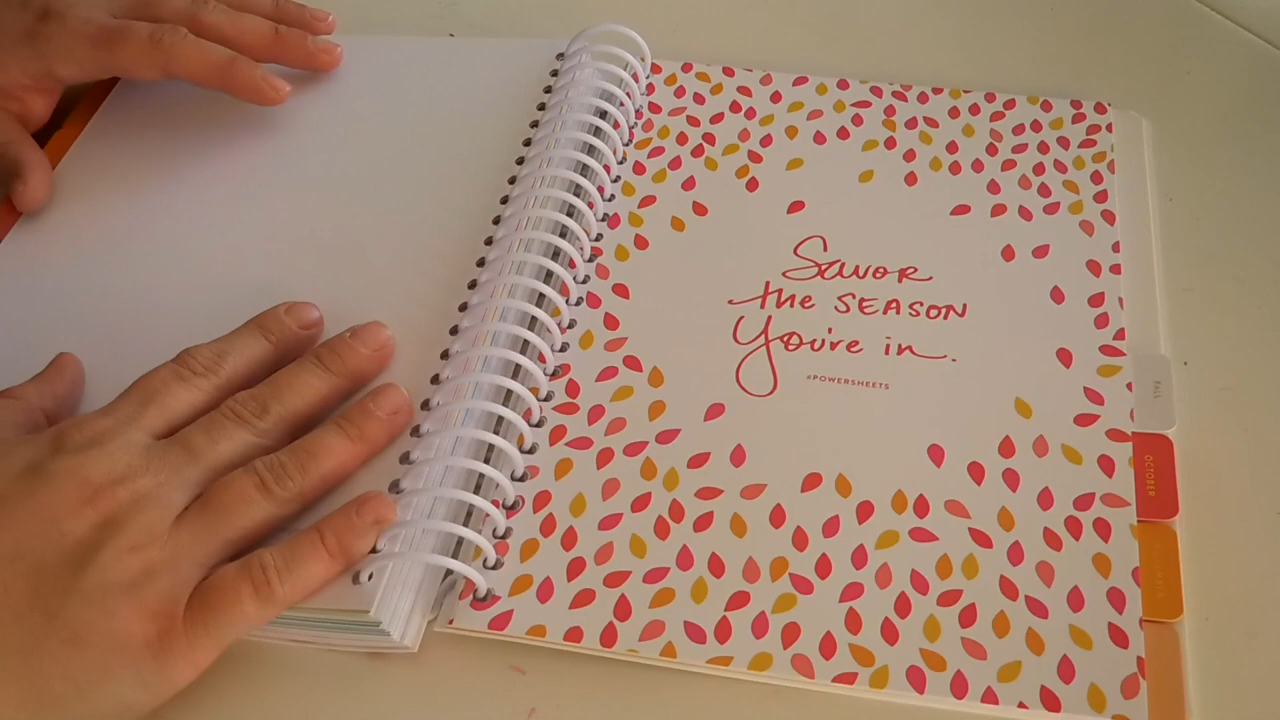 Savor
the SEASON
You're in.
#POWERSHEETS
FALL
OCTOBER